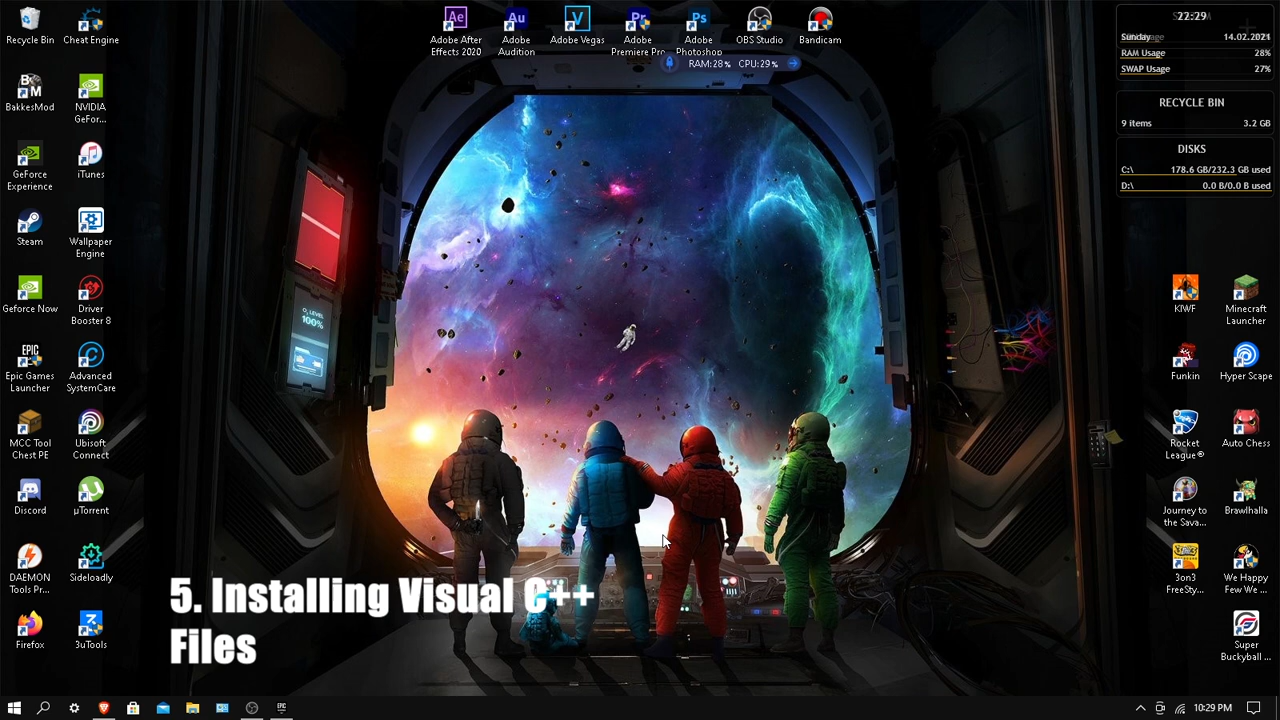 Recycle Bin
Cheat Engine
BakkesMod
NVIDIA
GeFor...
GeForce
Experience
iTunes
Steam
Wallpaper
Engine
Geforce Now
Driver
Booster 8
Epic Games
Launcher
Advanced
SystemCare
MCC Tool
Chest PE
Ubisoft
Connect
Discord
µTorrent
DAEMON
Tools Pr...
Sideloadly
Firefox
3uTools
Adobe After
Effects 2020
Adobe
Audition
Adobe Vegas
Adobe
Premiere Pro
Adobe
Photoshop
OBS Studio
Bandicam
RAM:28% CPU:29%
O₂ LEVEL
100%
22:29
Sunday 14.02.2021
RAM Usage 28%
SWAP Usage 27%
RECYCLE BIN
9 items 3.2 GB
DISKS
C:\ 178.6 GB/232.3 GB used
D:\ 0.0 B/0.0 B used
KIWF
Minecraft
Launcher
Funkin
Hyper Scape
Rocket
League®
Auto Chess
Journey to
the Sava...
Brawlhalla
3on3
FreeSty...
We Happy
Few We ...
Super
Buckyball ...
5. Installing Visual C++
Files
10:29 PM